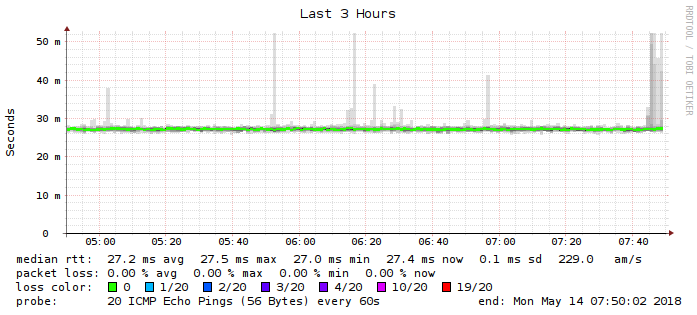 Last 3 Hours
RRDTOOL / TOBI OETIKER
Seconds
50 m
40 m
30 m
20 m
10 m
0
05:00 05:20 05:40 06:00 06:20 06:40 07:00 07:20 07:40
median rtt: 27.2 ms avg 27.5 ms max 27.0 ms min 27.4 ms now 0.1 ms sd 229.0 am/s
packet loss: 0.00 % avg 0.00 % max 0.00 % min 0.00 % now
loss color: 0 1/20 2/20 3/20 4/20 10/20 19/20
probe: 20 ICMP Echo Pings (56 Bytes) every 60s end: Mon May 14 07:50:02 2018